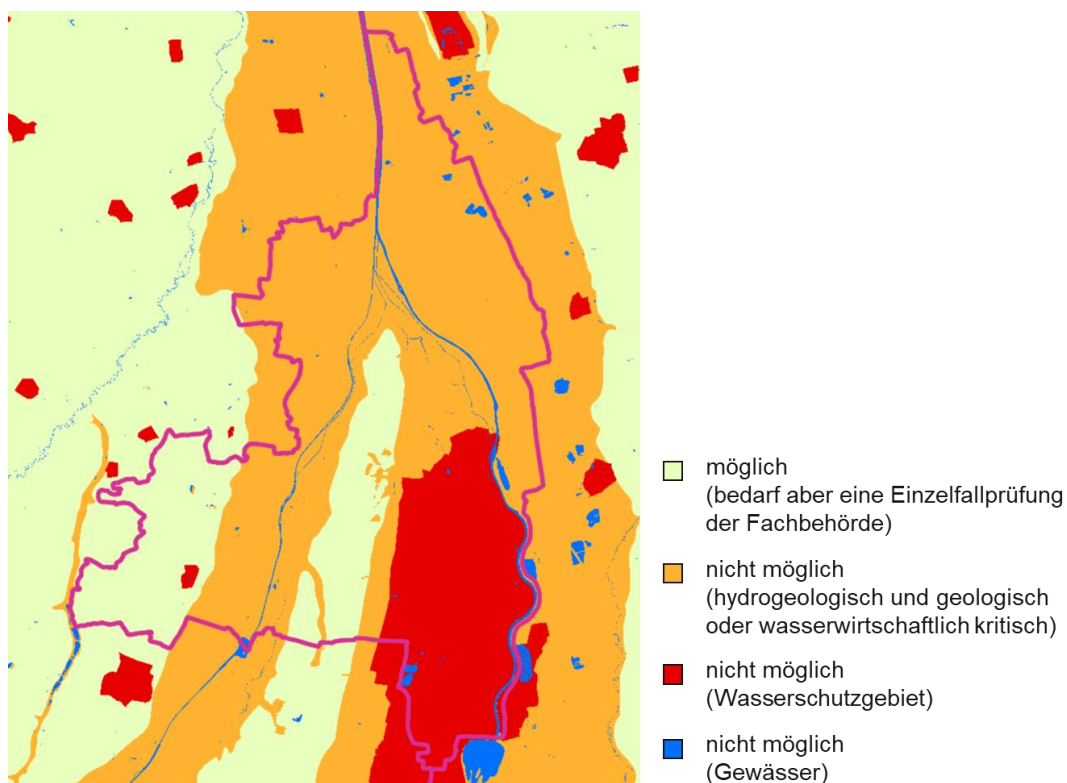 möglich
(bedarf aber eine Einzelfallprüfung
der Fachbehörde)
nicht möglich
(hydrogeologisch und geologisch
oder wasserwirtschaftlich kritisch)
nicht möglich
(Wasserschutzgebiet)
nicht möglich
(Gewässer)